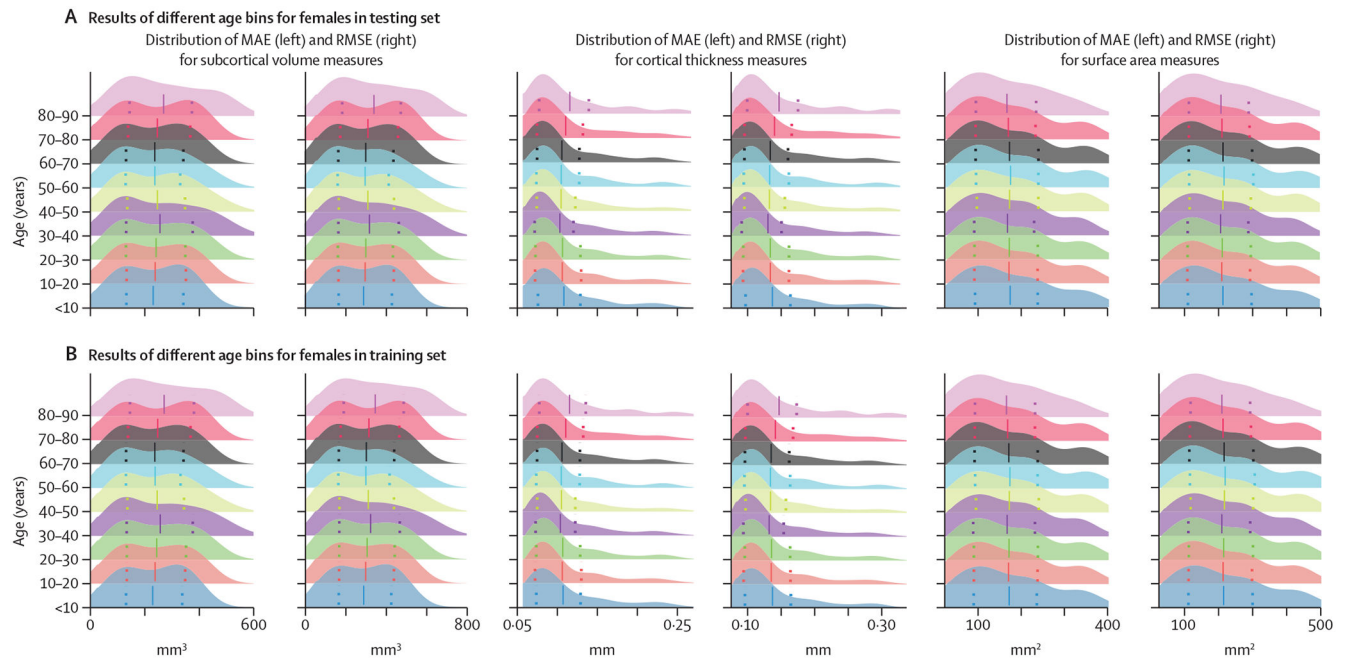 A Results of different age bins for females in testing set
Distribution of MAE (left) and RMSE (right)
for subcortical volume measures
Distribution of MAE (left) and RMSE (right)
for cortical thickness measures
Distribution of MAE (left) and RMSE (right)
for surface area measures
Age (years)
80–90
70–80
60–70
50–60
40–50
30–40
20–30
10–20
<10
B Results of different age bins for females in training set
Age (years)
80–90
70–80
60–70
50–60
40–50
30–40
20–30
10–20
<10
0 600 0 800 0·05 0·25 0·10 0·30 100 400 100 500
mm³ mm³ mm mm mm² mm²